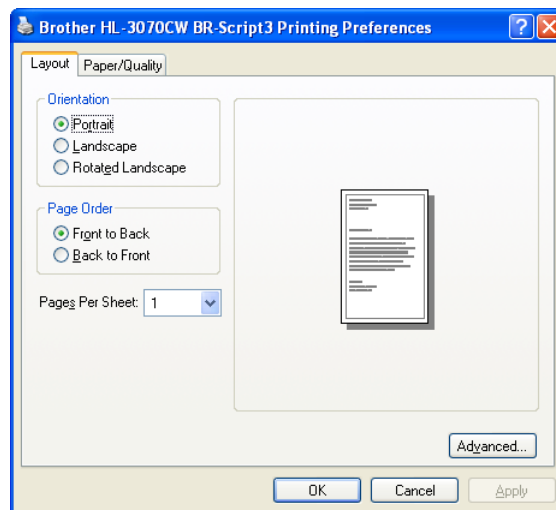 Brother HL-3070CW BR-Script3 Printing Preferences
Layout
Paper/Quality
Orientation
Portrait
Landscape
Rotated Landscape
Page Order
Front to Back
Back to Front
Pages Per Sheet: 1
Advanced...
OK
Cancel
Apply